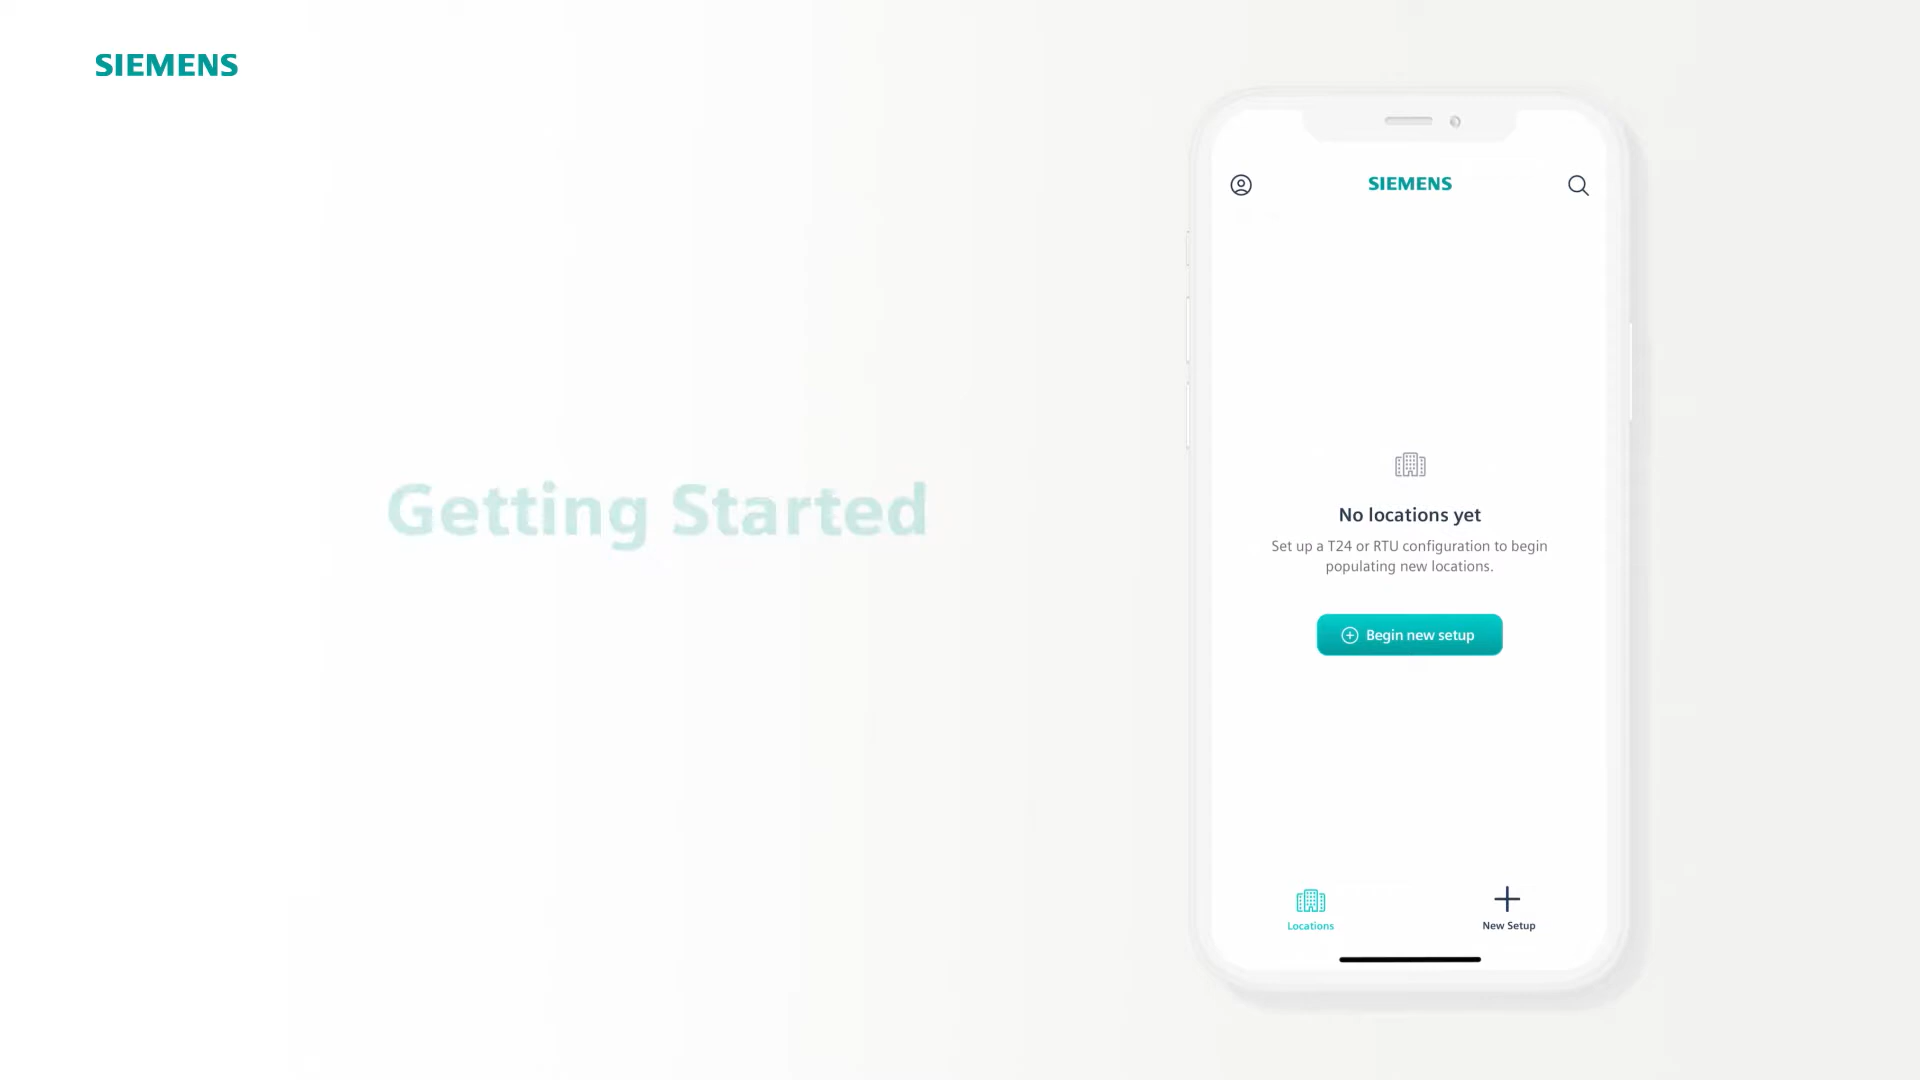 SIEMENS
Getting Started
SIEMENS
No locations yet
Set up a T24 or RTU configuration to begin
populating new locations.
Begin new setup
Locations
New Setup